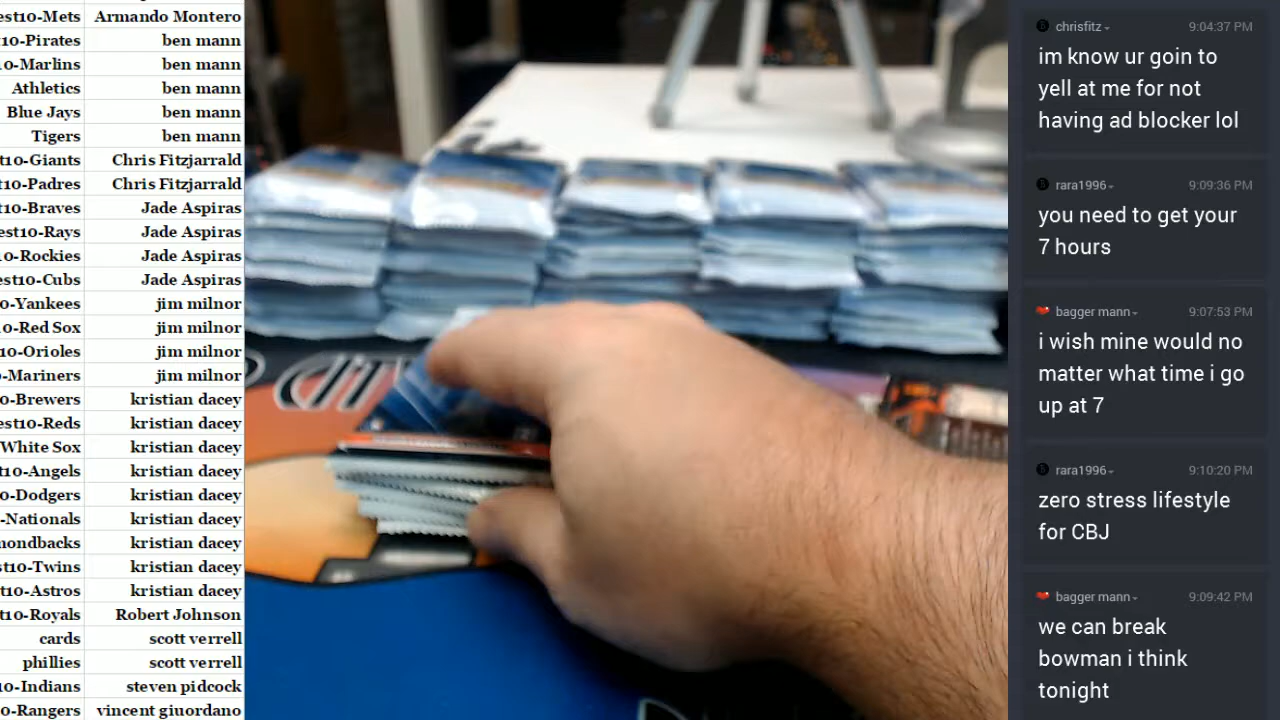 est10-Mets Armando Montero
10-Pirates ben mann
0-Marlins ben mann
Athletics ben mann
Blue Jays ben mann
Tigers ben mann
t10-Giants Chris Fitzjarrald
t10-Padres Chris Fitzjarrald
t10-Braves Jade Aspiras
est10-Rays Jade Aspiras
0-Rockies Jade Aspiras
est10-Cubs Jade Aspiras
0-Yankees jim milnor
10-Red Sox jim milnor
10-Orioles jim milnor
-Mariners jim milnor
0-Brewers kristian dacey
est10-Reds kristian dacey
White Sox kristian dacey
t10-Angels kristian dacey
0-Dodgers kristian dacey
-Nationals kristian dacey
mondbacks kristian dacey
st10-Twins kristian dacey
t10-Astros kristian dacey
t10-Royals Robert Johnson
cards scott verrell
phillies scott verrell
10-Indians steven pidcock
0-Rangers vincent giuordano
chrisfitz 9:04:37 PM
im know ur goin to
yell at me for not
having ad blocker lol
rara1996 9:09:36 PM
you need to get your
7 hours
bagger mann 9:07:53 PM
i wish mine would no
matter what time i go
up at 7
rara1996 9:10:20 PM
zero stress lifestyle
for CBJ
bagger mann 9:09:42 PM
we can break
bowman i think
tonight